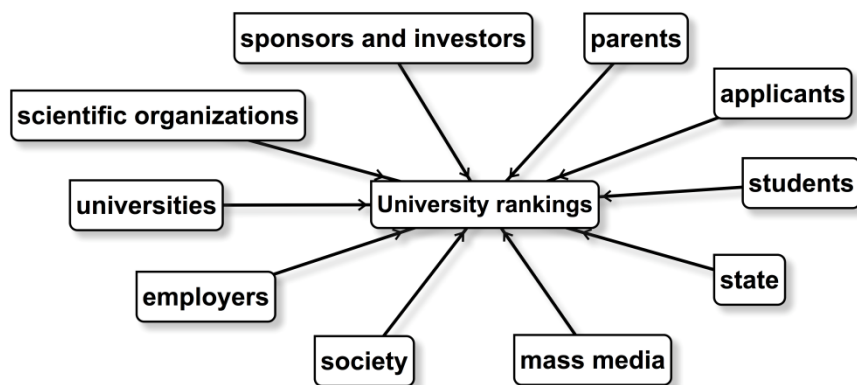 sponsors and investors
parents
applicants
scientific organizations
students
universities
University rankings
state
employers
society
mass media